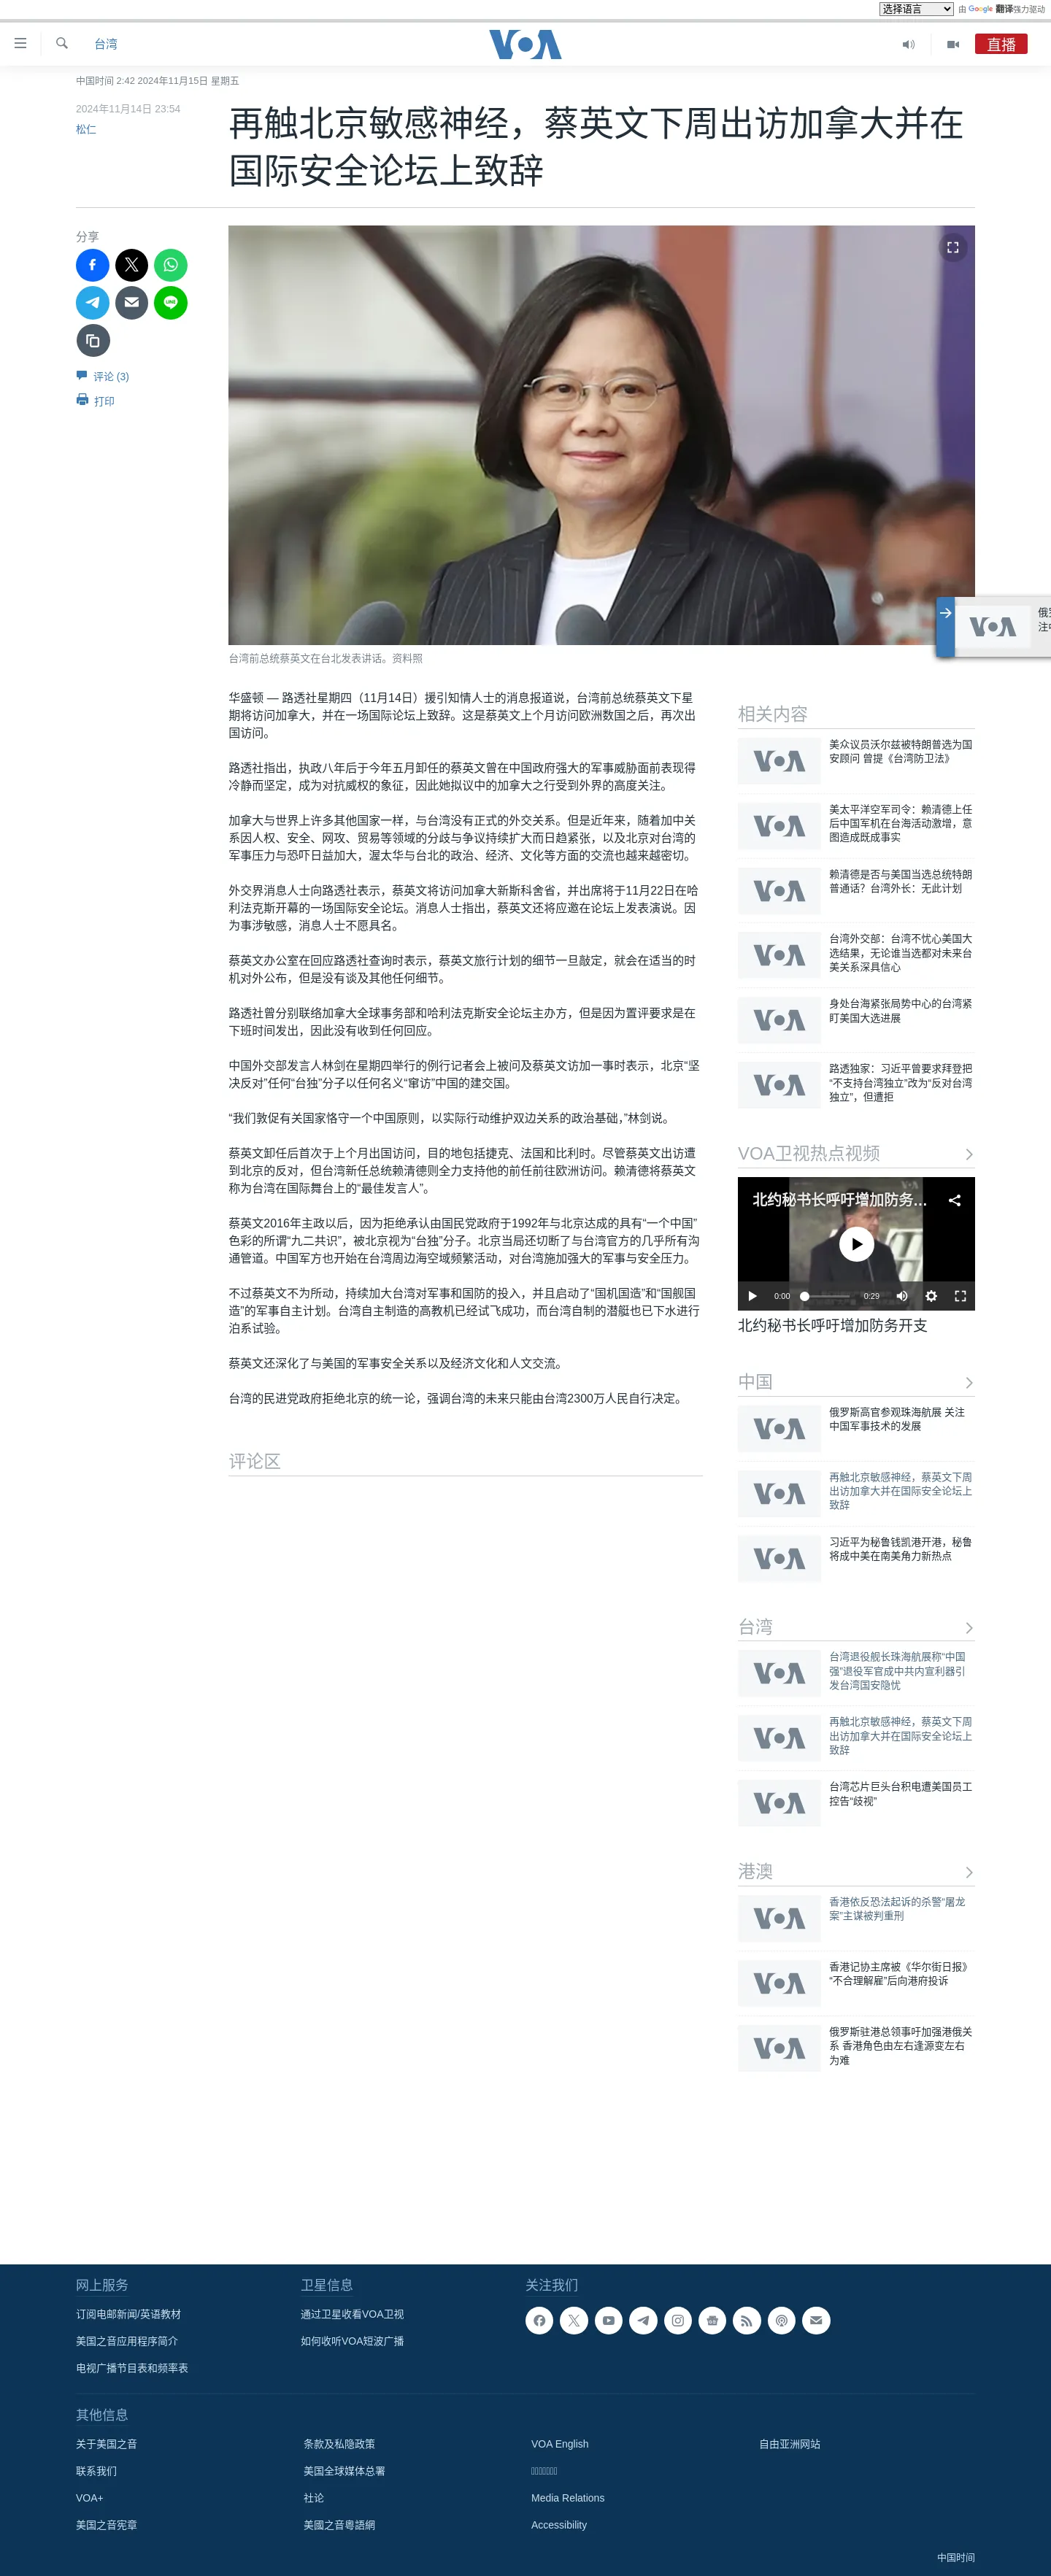 选择语言 由 Google 翻译强力驱动
台湾
VOA
直播
中国时间 2:42 2024年11月15日 星期五
2024年11月14日 23:54
松仁
再触北京敏感神经，蔡英文下周出访加拿大并在
国际安全论坛上致辞
分享
评论 (3)
打印
台湾前总统蔡英文在台北发表讲话。资料照
华盛顿 — 路透社星期四（11月14日）援引知情人士的消息报道说，台湾前总统蔡英文下星
期将访问加拿大，并在一场国际论坛上致辞。这是蔡英文上个月访问欧洲数国之后，再次出
国访问。
路透社指出，执政八年后于今年五月卸任的蔡英文曾在中国政府强大的军事威胁面前表现得
冷静而坚定，成为对抗威权的象征，因此她拟议中的加拿大之行受到外界的高度关注。
加拿大与世界上许多其他国家一样，与台湾没有正式的外交关系。但是近年来，随着加中关
系因人权、安全、网攻、贸易等领域的分歧与争议持续扩大而日趋紧张，以及北京对台湾的
军事压力与恐吓日益加大，渥太华与台北的政治、经济、文化等方面的交流也越来越密切。
外交界消息人士向路透社表示，蔡英文将访问加拿大新斯科舍省，并出席将于11月22日在哈
利法克斯开幕的一场国际安全论坛。消息人士指出，蔡英文还将应邀在论坛上发表演说。因
为事涉敏感，消息人士不愿具名。
蔡英文办公室在回应路透社查询时表示，蔡英文旅行计划的细节一旦敲定，就会在适当的时
机对外公布，但是没有谈及其他任何细节。
路透社曾分别联络加拿大全球事务部和哈利法克斯安全论坛主办方，但是因为置评要求是在
下班时间发出，因此没有收到任何回应。
中国外交部发言人林剑在星期四举行的例行记者会上被问及蔡英文访加一事时表示，北京“坚
决反对”任何“台独”分子以任何名义“窜访”中国的建交国。
“我们敦促有关国家恪守一个中国原则，以实际行动维护双边关系的政治基础，”林剑说。
蔡英文卸任后首次于上个月出国访问，目的地包括捷克、法国和比利时。尽管蔡英文出访遭
到北京的反对，但台湾新任总统赖清德则全力支持他的前任前往欧洲访问。赖清德将蔡英文
称为台湾在国际舞台上的“最佳发言人”。
蔡英文2016年主政以后，因为拒绝承认由国民党政府于1992年与北京达成的具有“一个中国”
色彩的所谓“九二共识”，被北京视为“台独”分子。北京当局还切断了与台湾官方的几乎所有沟
通管道。中国军方也开始在台湾周边海空域频繁活动，对台湾施加强大的军事与安全压力。
不过蔡英文不为所动，持续加大台湾对军事和国防的投入，并且启动了“国机国造”和“国舰国
造”的军事自主计划。台湾自主制造的高教机已经试飞成功，而台湾自制的潜艇也已下水进行
泊系试验。
蔡英文还深化了与美国的军事安全关系以及经济文化和人文交流。
台湾的民进党政府拒绝北京的统一论，强调台湾的未来只能由台湾2300万人民自行决定。
评论区
VOA
相关内容
VOA
美众议员沃尔兹被特朗普选为国
安顾问 曾提《台湾防卫法》
VOA
美太平洋空军司令：赖清德上任
后中国军机在台海活动激增，意
图造成既成事实
VOA
赖清德是否与美国当选总统特朗
普通话？台湾外长：无此计划
VOA
台湾外交部：台湾不忧心美国大
选结果，无论谁当选都对未来台
美关系深具信心
VOA
身处台海紧张局势中心的台湾紧
盯美国大选进展
VOA
路透独家：习近平曾要求拜登把
“不支持台湾独立”改为“反对台湾
独立”，但遭拒
VOA卫视热点视频
北约秘书长呼吁增加防务...
0:00
0:29
北约秘书长呼吁增加防务开支
中国
VOA
俄罗斯高官参观珠海航展 关注
中国军事技术的发展
VOA
再触北京敏感神经，蔡英文下周
出访加拿大并在国际安全论坛上
致辞
VOA
习近平为秘鲁钱凯港开港，秘鲁
将成中美在南美角力新热点
台湾
VOA
台湾退役舰长珠海航展称“中国
强”退役军官成中共内宣利器引
发台湾国安隐忧
VOA
再触北京敏感神经，蔡英文下周
出访加拿大并在国际安全论坛上
致辞
VOA
台湾芯片巨头台积电遭美国员工
控告“歧视”
港澳
VOA
香港依反恐法起诉的杀警“屠龙
案”主谋被判重刑
VOA
香港记协主席被《华尔街日报》
“不合理解雇”后向港府投诉
VOA
俄罗斯驻港总领事吁加强港俄关
系 香港角色由左右逢源变左右
为难
网上服务
订阅电邮新闻/英语教材
美国之音应用程序简介
电视广播节目表和频率表
卫星信息
通过卫星收看VOA卫视
如何收听VOA短波广播
关注我们
其他信息
关于美国之音
联系我们
VOA+
美国之音宪章
条款及私隐政策
美国全球媒体总署
社论
美國之音粵語網
VOA English
Media Relations
Accessibility
自由亚洲网站
中国时间